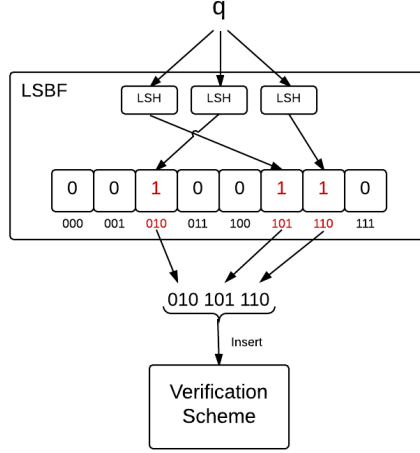 q
LSBF
LSH LSH LSH
0 0 1 0 0 1 1 0
000 001 010 011 100 101 110 111
010 101 110
Insert
Verification
Scheme